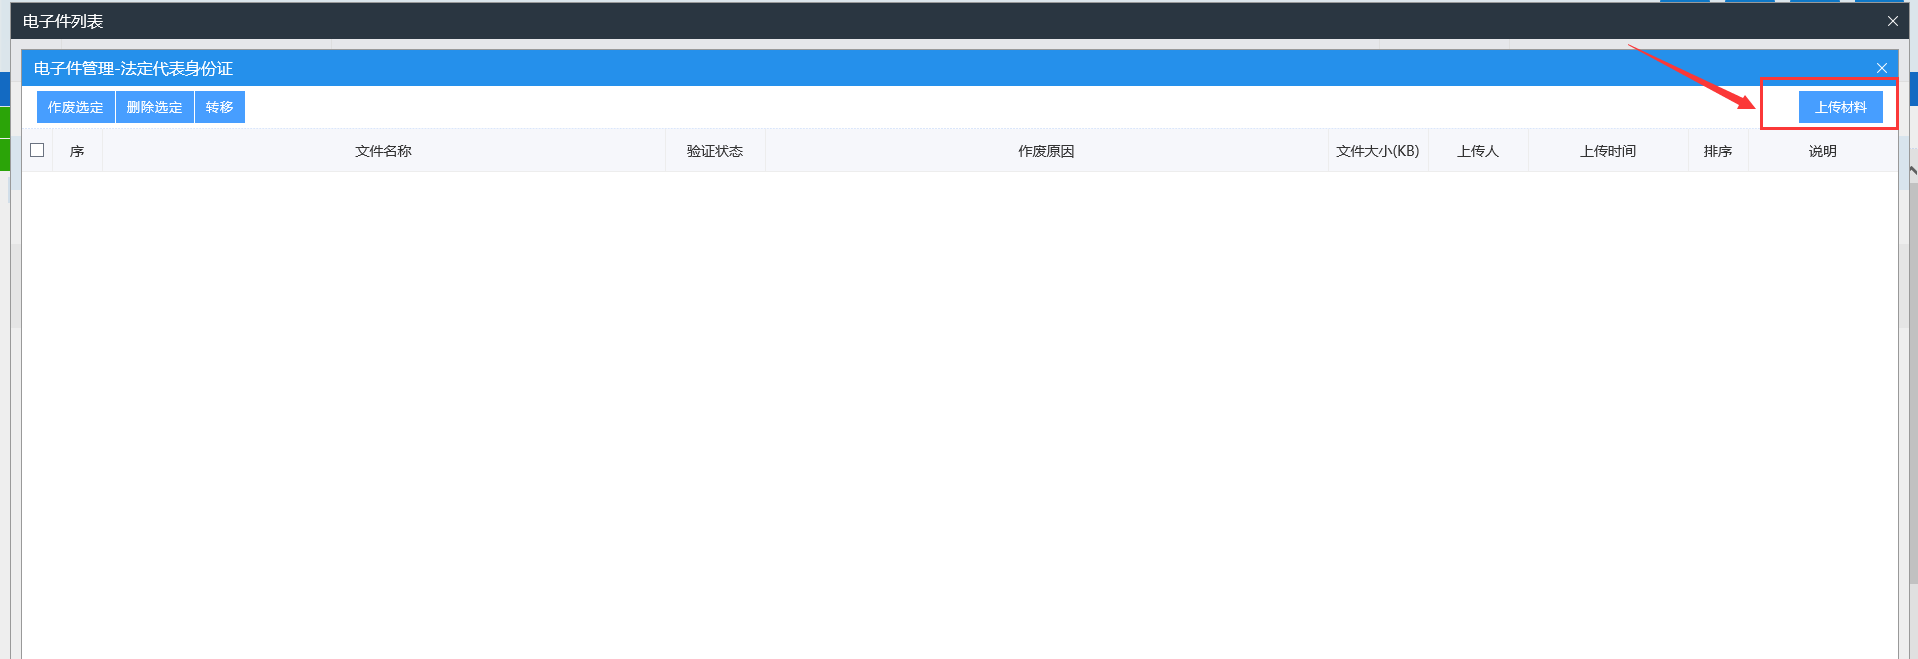 电子件列表
电子件管理-法定代表身份证
作废选定 删除选定 转移 上传材料
序 文件名称 验证状态 作废原因 文件大小(KB) 上传人 上传时间 排序 说明